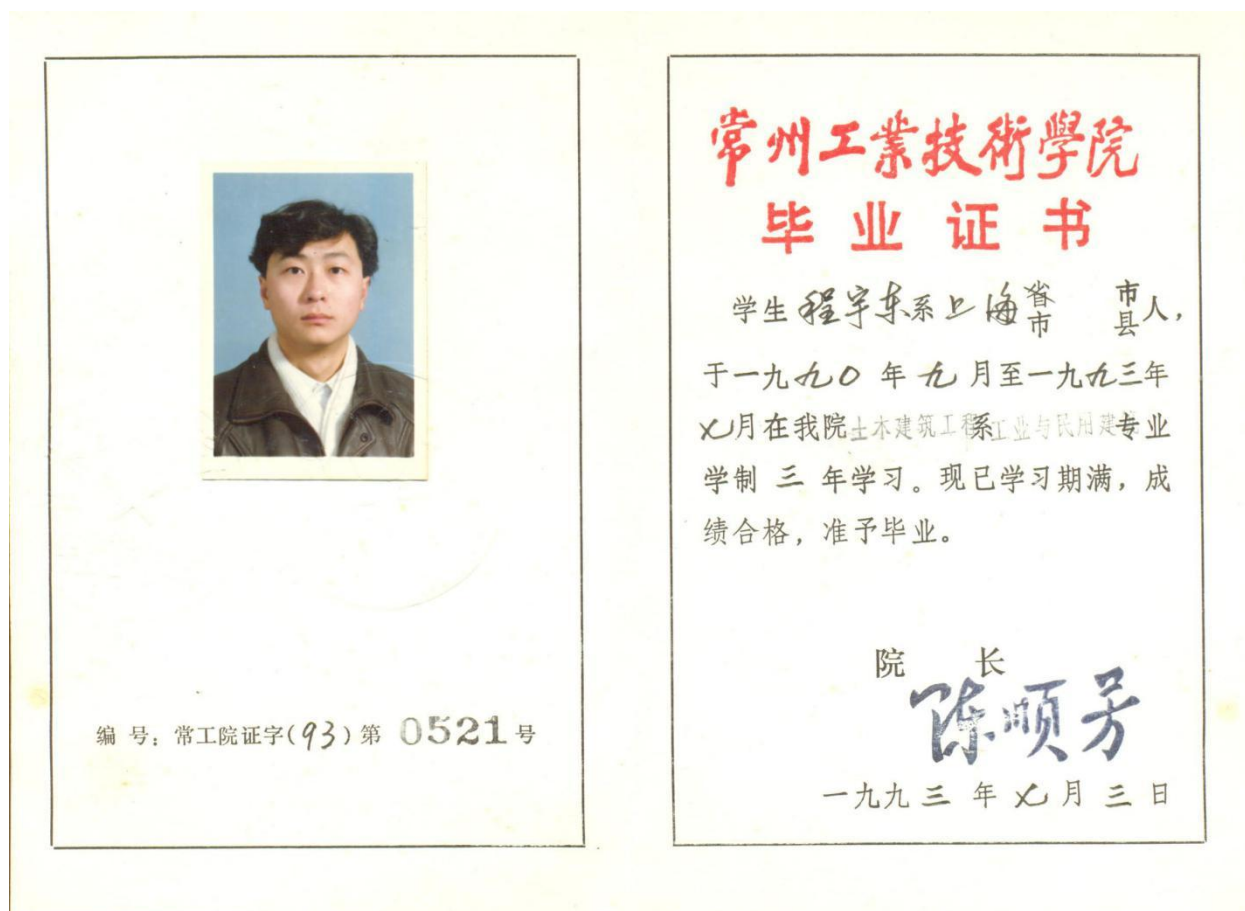 编号：常工院证字(93)第 0521 号
常州工業技術學院
毕业证书
学生程宇东系上海省市 市县人，
于一九九〇年九月至一九九三年
七月在我院土木建筑工程系工业与民用建筑专业
学制 三 年学习。现已学习期满，成
绩合格，准予毕业。
院 长
陈顺芳
一九九三年七月三日